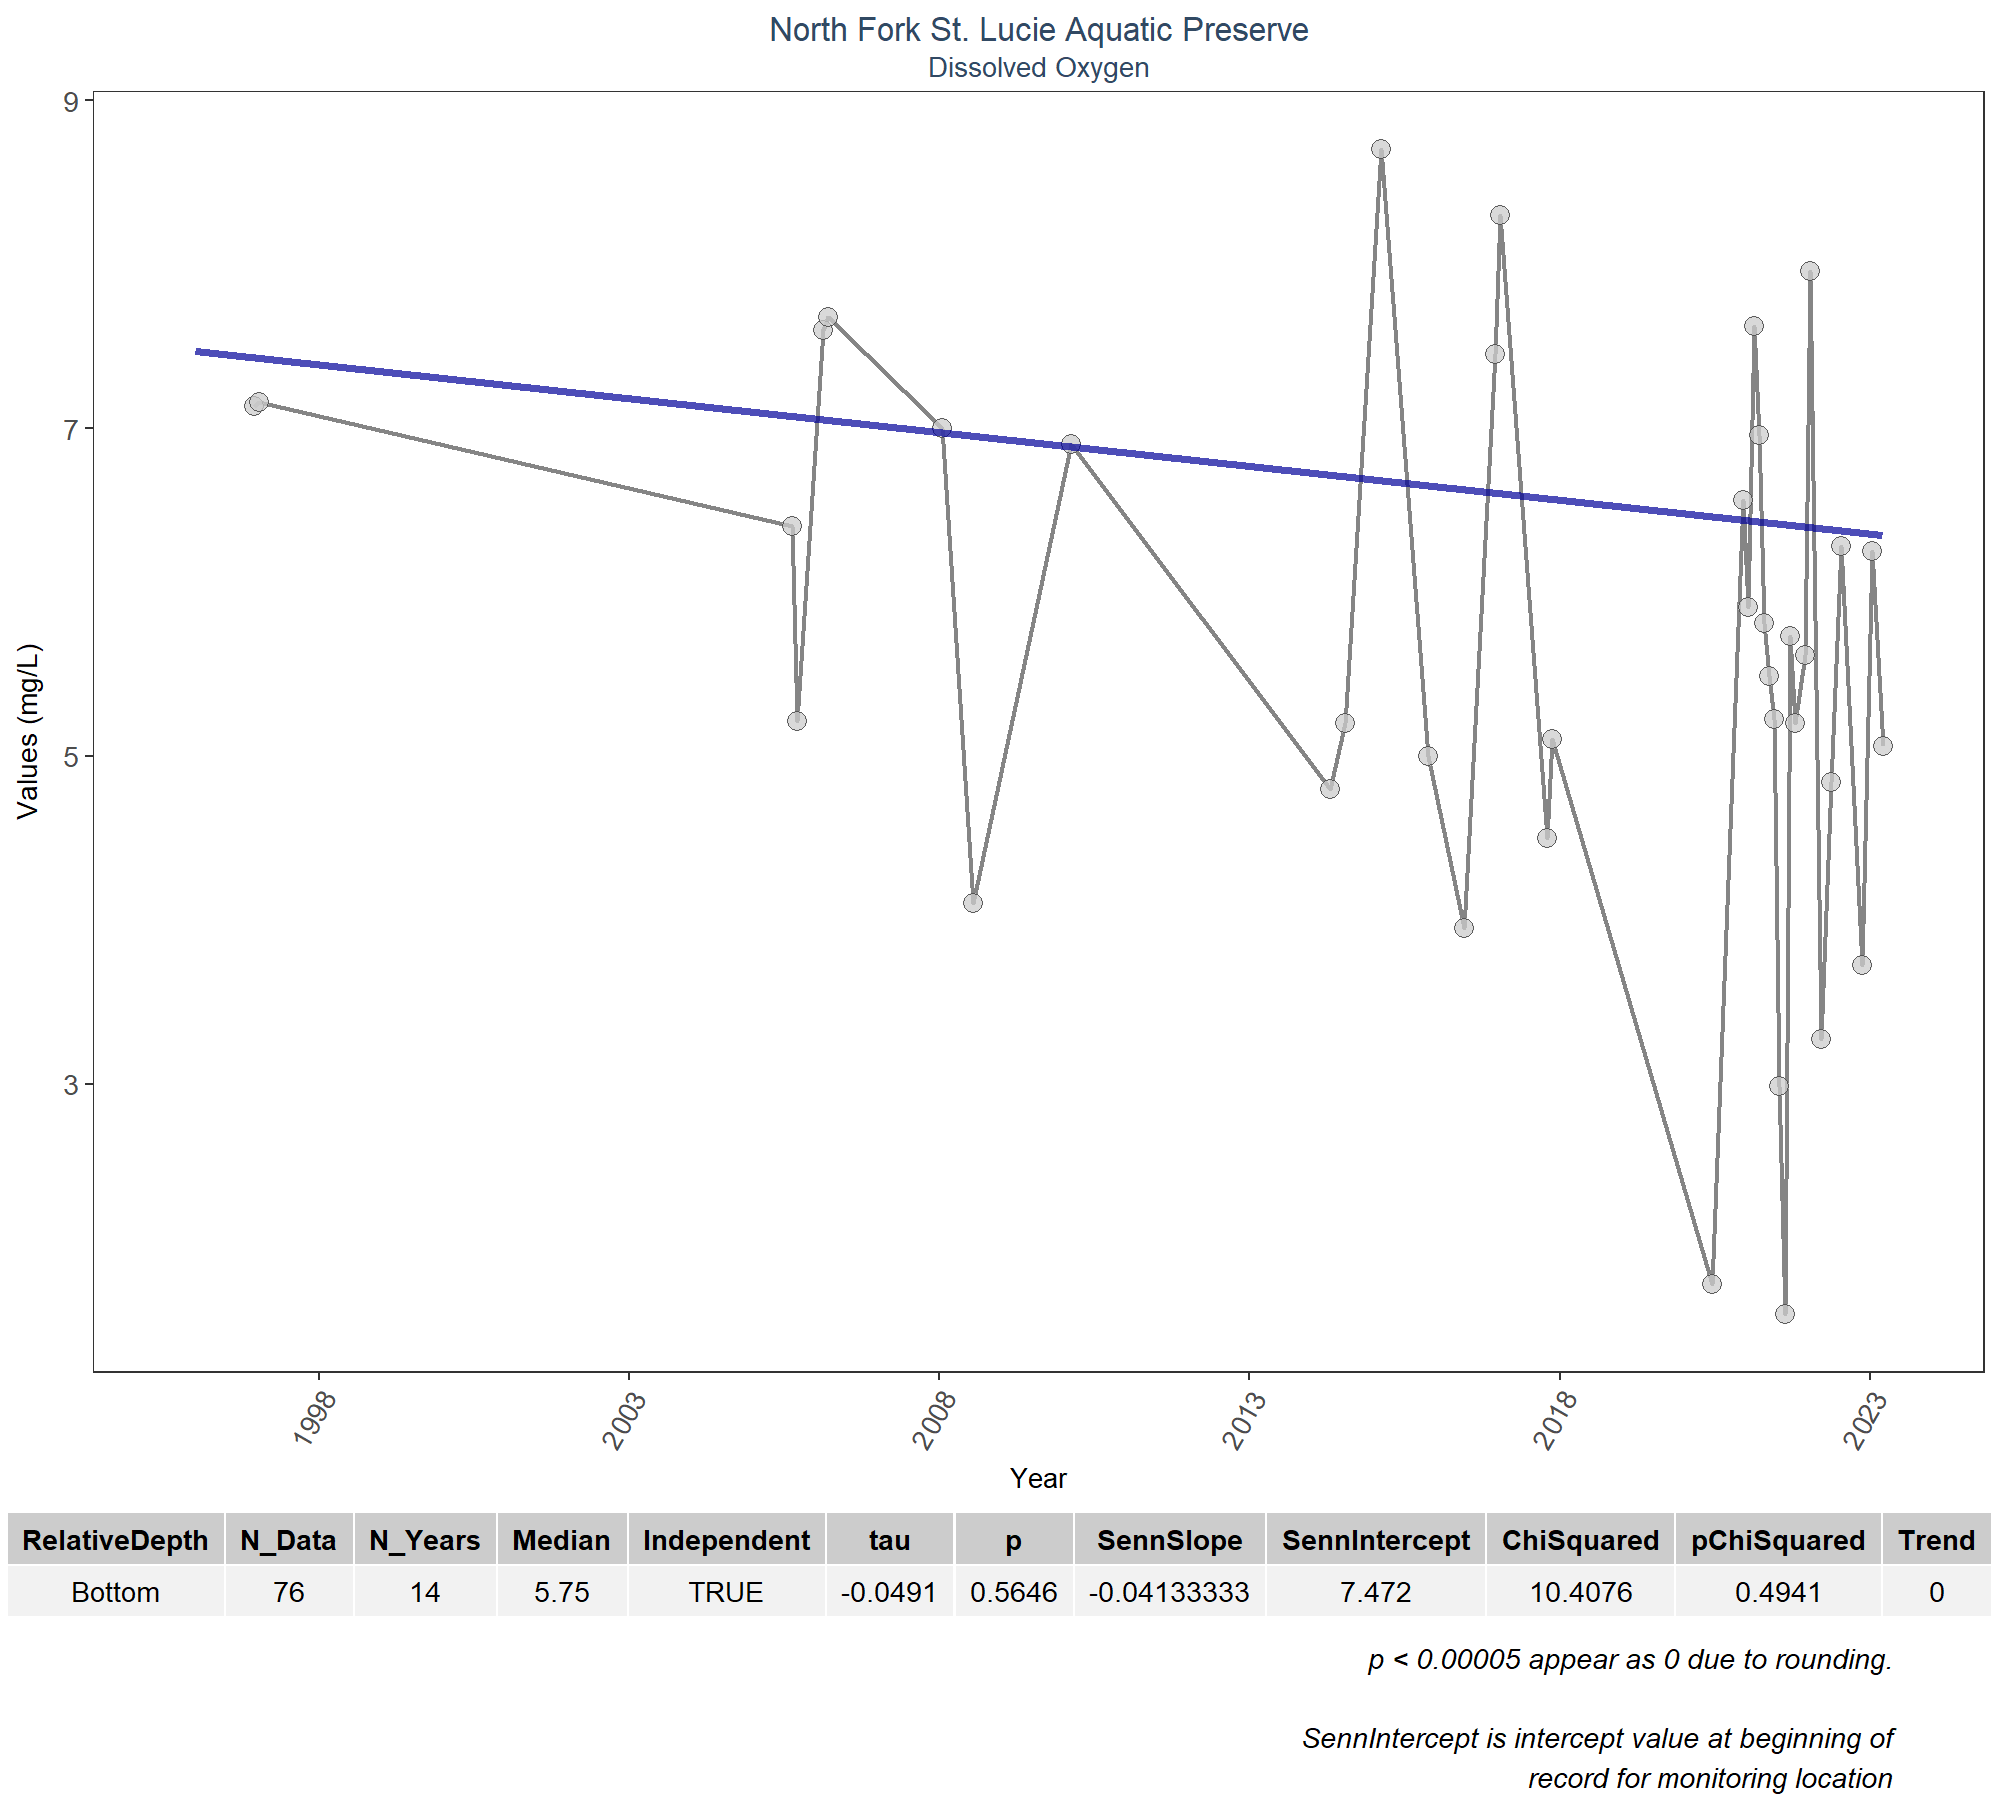 North Fork St. Lucie Aquatic Preserve
Dissolved Oxygen
9
7
5
3
Values (mg/L)
1998 2003 2008 2013 2018 2023
Year
RelativeDepth N_Data N_Years Median Independent tau p SennSlope SennIntercept ChiSquared pChiSquared Trend
Bottom 76 14 5.75 TRUE -0.0491 0.5646 -0.04133333 7.472 10.4076 0.4941 0
p < 0.00005 appear as 0 due to rounding.
SennIntercept is intercept value at beginning of
record for monitoring location